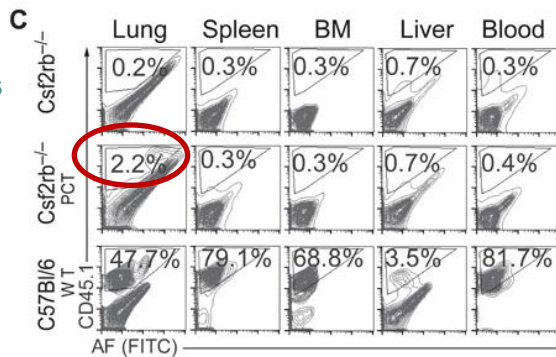 C
Lung Spleen BM Liver Blood
Csf2rb⁻/⁻
0.2% 0.3% 0.3% 0.7% 0.3%
s
Csf2rb⁻/⁻
PCT
2.2% 0.3% 0.3% 0.7% 0.4%
C57Bl/6
WT
CD45.1
47.7% 79.1% 68.8% 3.5% 81.7%
AF (FITC)